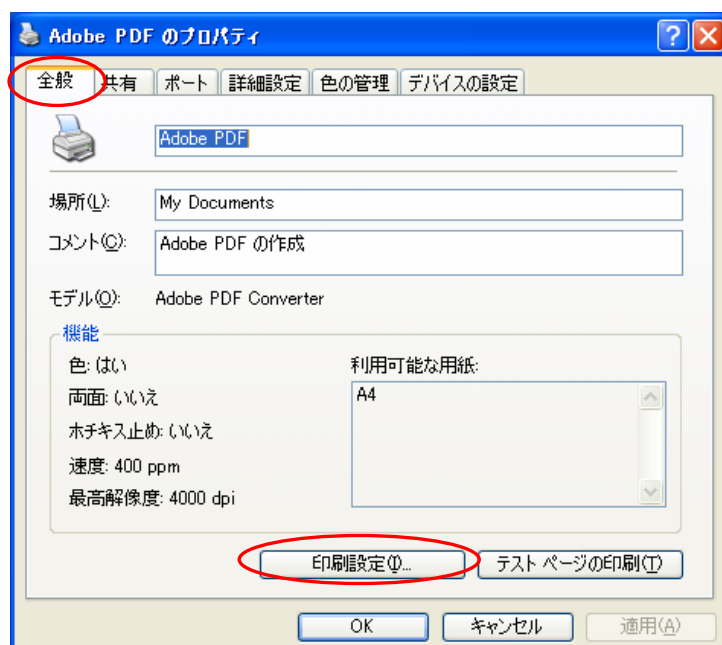 Adobe PDF のプロパティ
全般 共有 ポート 詳細設定 色の管理 デバイスの設定
Adobe PDF
場所(L): My Documents
コメント(C): Adobe PDF の作成
モデル(O): Adobe PDF Converter
機能
色: はい 利用可能な用紙:
両面: いいえ A4
ホチキス止め: いいえ
速度: 400 ppm
最高解像度: 4000 dpi
印刷設定(I)... テスト ページの印刷(T)
OK キャンセル 適用(A)